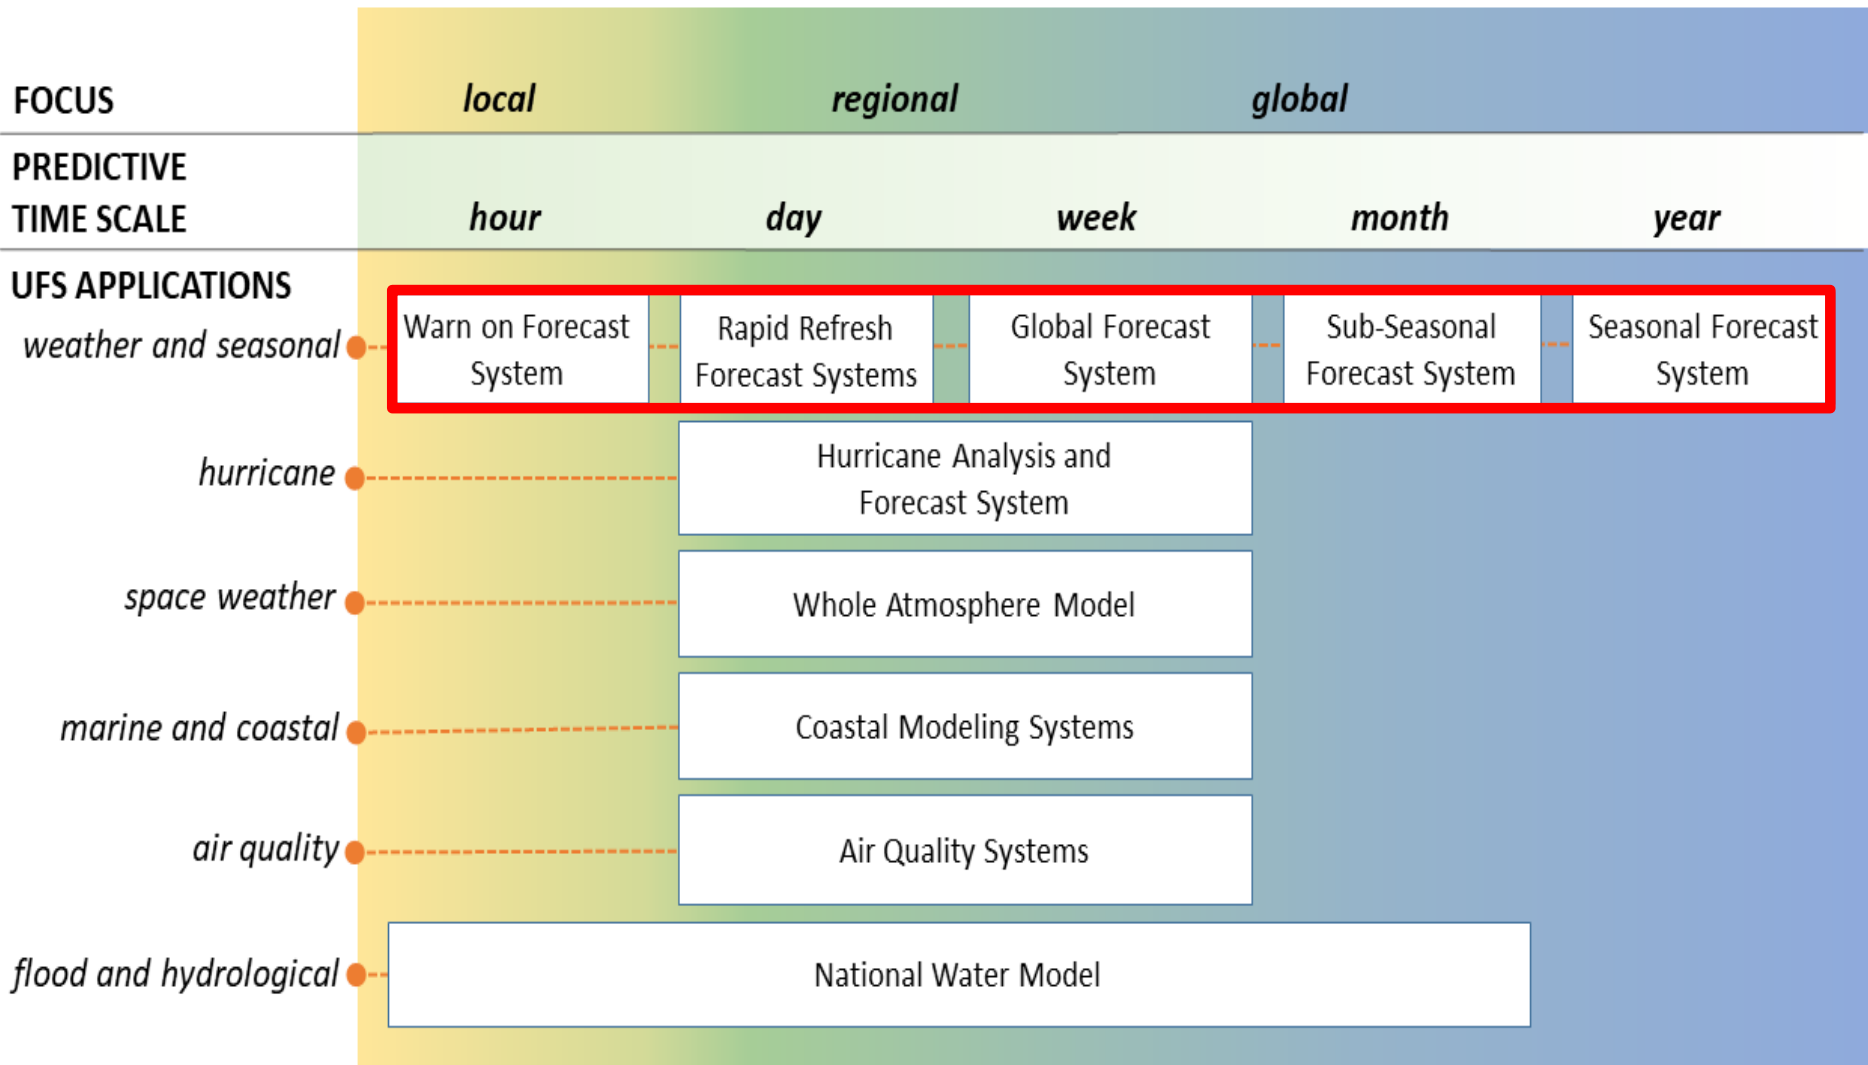 FOCUS local regional global
PREDICTIVE
TIME SCALE hour day week month year
UFS APPLICATIONS
weather and seasonal
Warn on Forecast
System
Rapid Refresh
Forecast Systems
Global Forecast
System
Sub-Seasonal
Forecast System
Seasonal Forecast
System
hurricane
Hurricane Analysis and
Forecast System
space weather
Whole Atmosphere Model
marine and coastal
Coastal Modeling Systems
air quality
Air Quality Systems
flood and hydrological
National Water Model